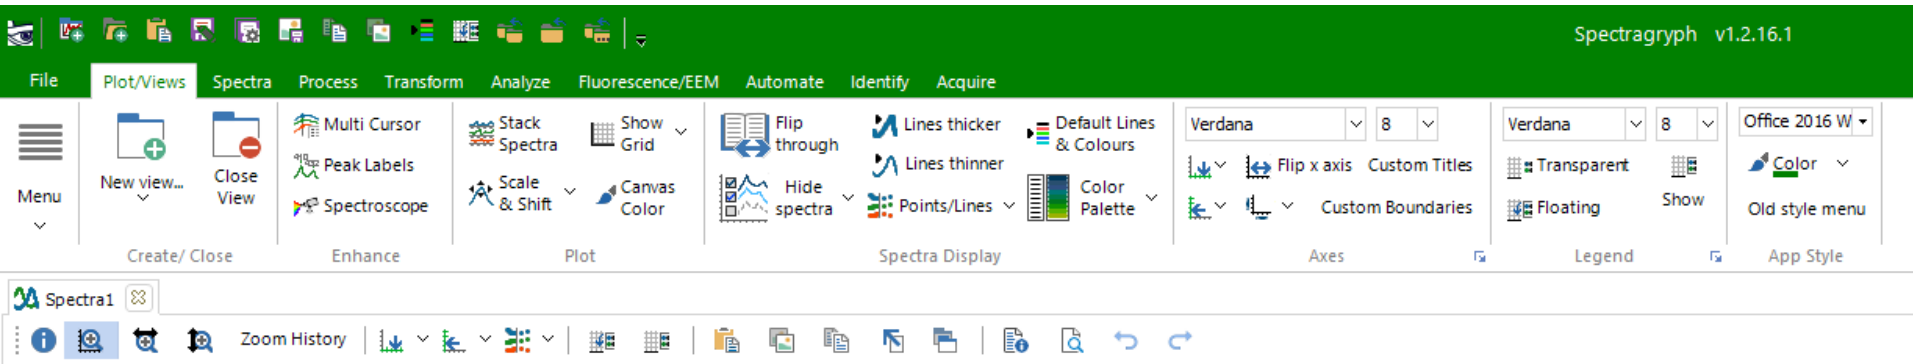 Spectragryph v1.2.16.1
File Plot/Views Spectra Process Transform Analyze Fluorescence/EEM Automate Identify Acquire
Menu
New view...
Close
View
Create/ Close
Multi Cursor
Peak Labels
Spectroscope
Enhance
Stack
Spectra
Show
Grid
Scale
& Shift
Canvas
Color
Plot
Flip
through
Hide
spectra
Lines thicker
Lines thinner
Points/Lines
Default Lines
& Colours
Color
Palette
Spectra Display
Verdana 8
Flip x axis Custom Titles
Custom Boundaries
Axes
Verdana 8
Transparent
Floating
Show
Legend
Office 2016 W
Color
Old style menu
App Style
Spectra1
Zoom History